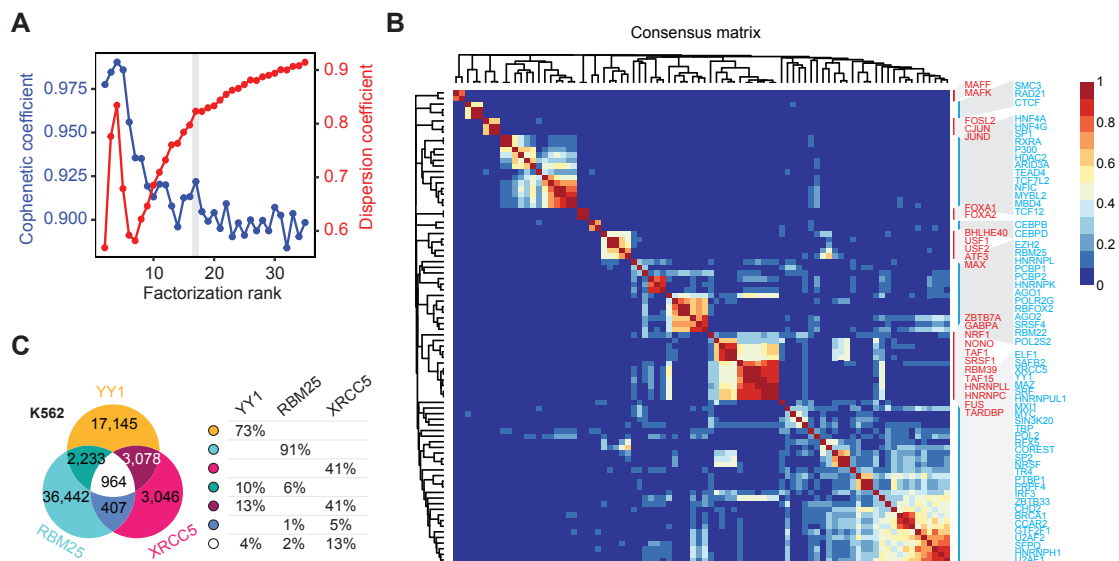 A
Cophenetic coefficient
0.975
0.950
0.925
0.900
0.9
0.8
0.7
0.6
Dispersion coefficient
10
20
30
Factorization rank
B
Consensus matrix
MAFF
MAFK
FOSL2
CJUN
JUND
FOXA1
FOXA2
BHLHE40
USF1
USF2
ATF3
MAX
ZBTB7A
GABPA
NRF1
NONO
TAF1
SRSF1
RBM39
TAF15
HNRNPLL
HNRNPC
FUS
TARDBP
SMC3
RAD21
CTCF
HNF4A
HNF4G
SP1
RXRA
P300
HDAC2
ARID3A
TEAD4
TCF7L2
NFIC
MYBL2
MBD4
TCF12
CEBPB
CEBPD
EZH2
RBM25
HNRNPL
PCBP1
PCBP2
HNRNPK
AGO1
POLR2G
RBFOX2
AGO2
SRSF4
RBM22
POL2S2
ELF1
SAFB2
XRCC5
YY1
MAZ
SRF
HNRNPUL1
MXI1
MYC
SIN3K20
TBP
POL2
RFX5
COREST
SP2
NRSF
TR4
PTBP1
PRPF4
IRF3
ZBTB33
CHD2
BRCA1
CCAR2
GTF2F1
U2AF2
SFPQ
HNRNPH1
U2AF1
1
0.8
0.6
0.4
0.2
0
C
YY1
K562
17,145
2,233
3,078
964
36,442
3,046
407
RBM25
XRCC5
YY1 RBM25 XRCC5
73%
91%
41%
10% 6%
13% 41%
1% 5%
4% 2% 13%